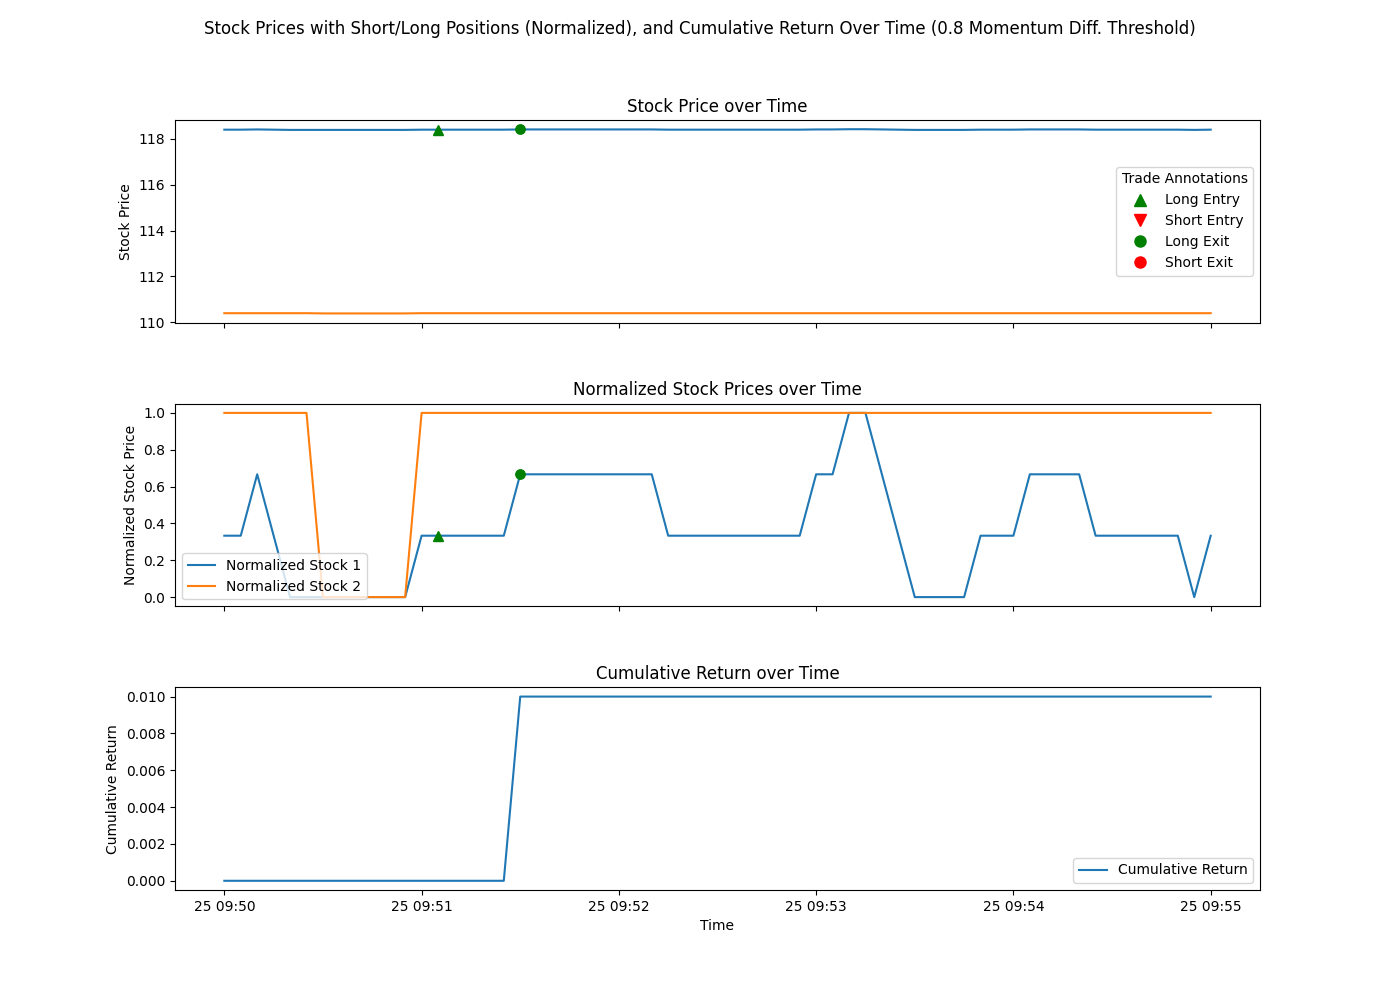 Stock Prices with Short/Long Positions (Normalized), and Cumulative Return Over Time (0.8 Momentum Diff. Threshold)
Stock Price over Time
Stock Price
118
116
114
112
110
Trade Annotations
Long Entry
Short Entry
Long Exit
Short Exit
Normalized Stock Prices over Time
Normalized Stock Price
1.0
0.8
0.6
0.4
0.2
0.0
Normalized Stock 1
Normalized Stock 2
Cumulative Return over Time
Cumulative Return
0.010
0.008
0.006
0.004
0.002
0.000
Cumulative Return
25 09:50
25 09:51
25 09:52
25 09:53
25 09:54
25 09:55
Time